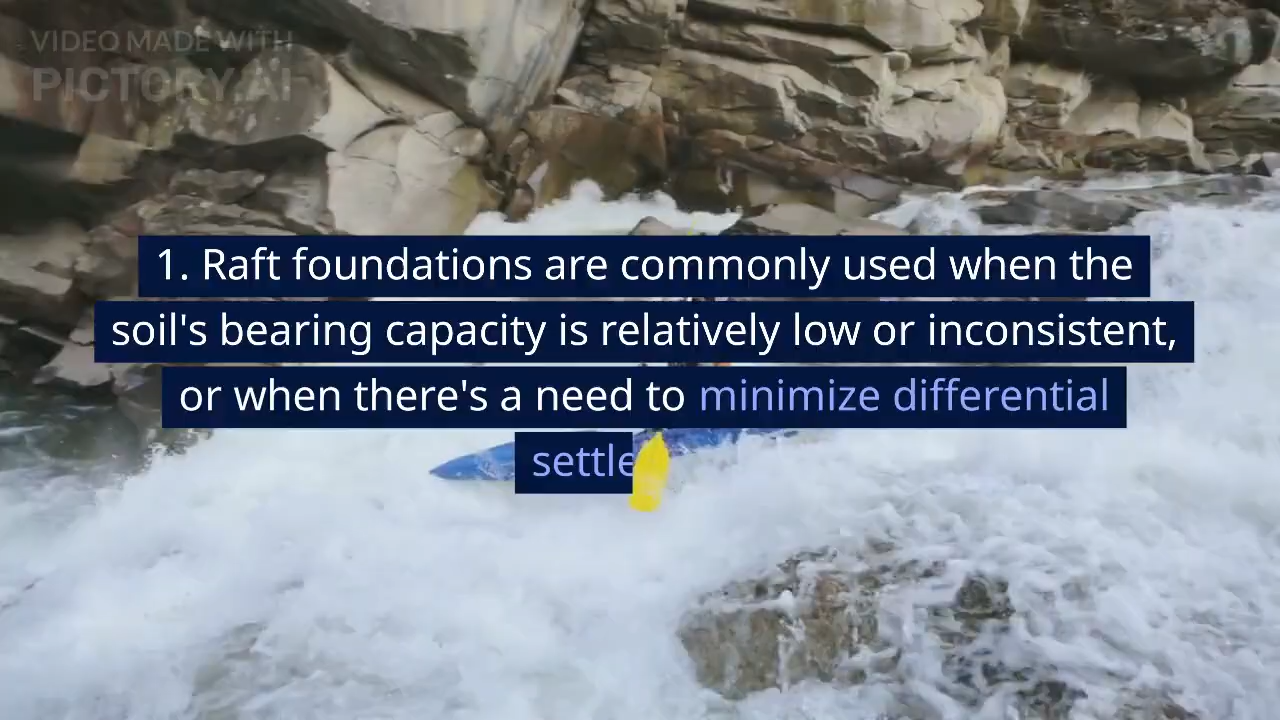 VIDEO MADE WITH
PICTORY.AI
1. Raft foundations are commonly used when the
soil's bearing capacity is relatively low or inconsistent,
or when there's a need to minimize differential
settle